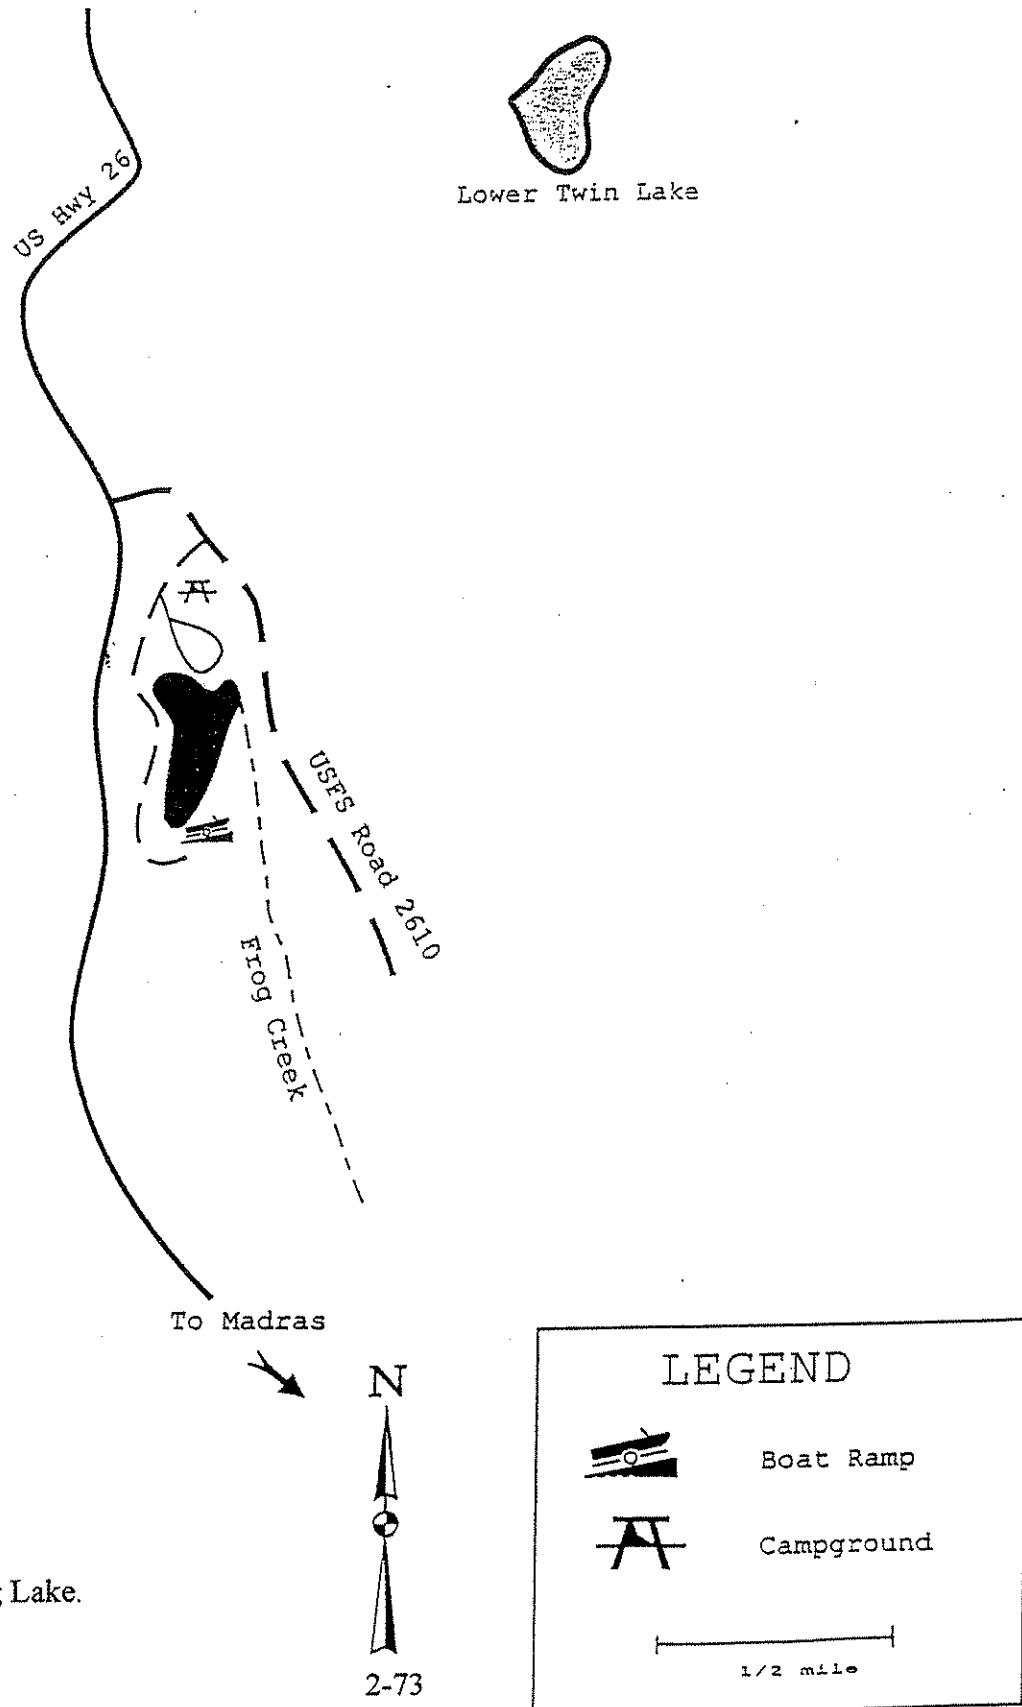 US Hwy 26
Lower Twin Lake
USFS Road 2610
Frog Creek
To Madras
N
LEGEND
Boat Ramp
Campground
1/2 mile
Lake.
2-73